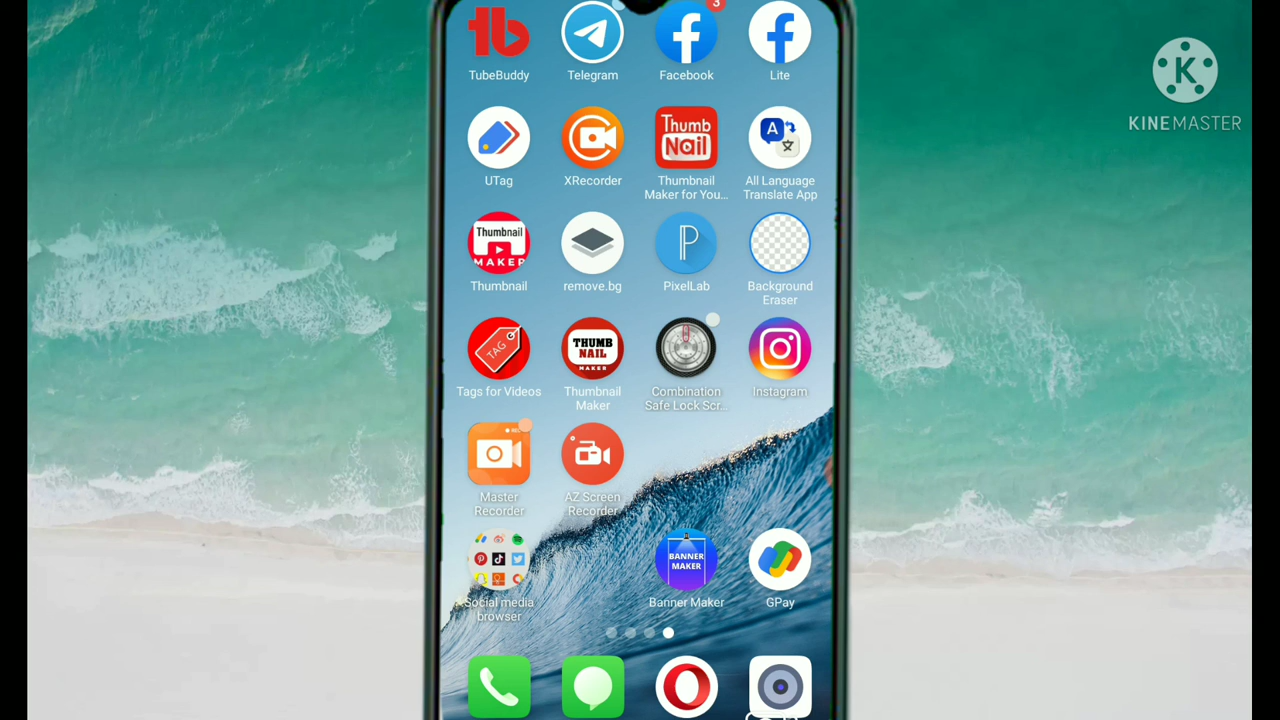 tb
3
TubeBuddy
Telegram
Facebook
Lite
K
KINEMASTER
Thumb
Nail
A
UTag
XRecorder
Thumbnail
Maker for You...
All Language
Translate App
Thumbnail
MAKER
P
Thumbnail
remove.bg
PixelLab
Background
Eraser
TAG
THUMB
NAIL
MAKER
Tags for Videos
Thumbnail
Maker
Combination
Safe Lock Scr...
Instagram
Master
Recorder
AZ Screen
Recorder
BANNER
MAKER
Social media
browser
Banner Maker
GPay